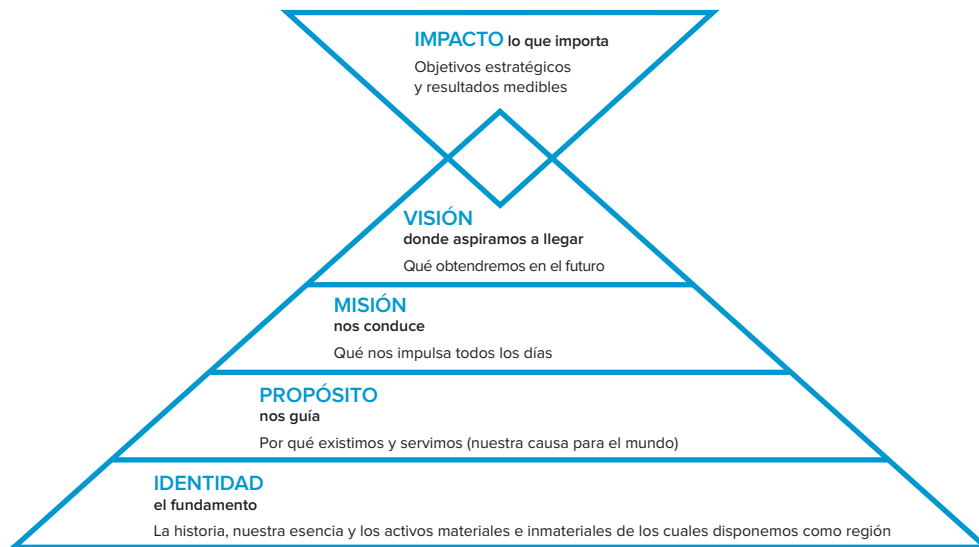 IMPACTO lo que importa
Objetivos estratégicos
y resultados medibles
VISIÓN
donde aspiramos a llegar
Qué obtendremos en el futuro
MISIÓN
nos conduce
Qué nos impulsa todos los días
PROPÓSITO
nos guía
Por qué existimos y servimos (nuestra causa para el mundo)
IDENTIDAD
el fundamento
La historia, nuestra esencia y los activos materiales e inmateriales de los cuales disponemos como región